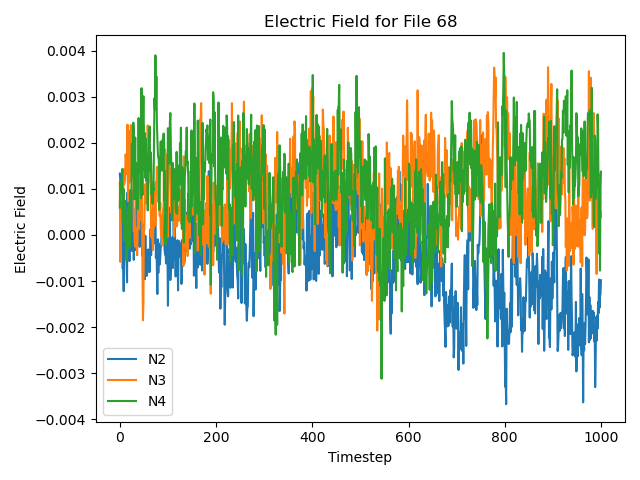 Electric Field for File 68
Electric Field
0.004
0.003
0.002
0.001
0.000
−0.001
−0.002
−0.003
−0.004
N2
N3
N4
0 200 400 600 800 1000
Timestep